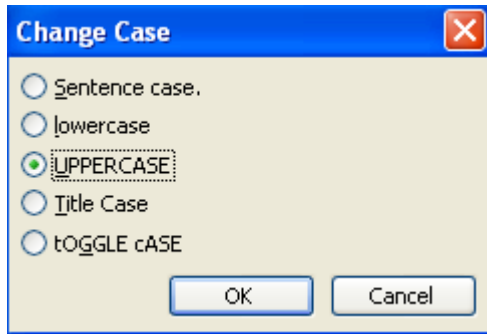 Change Case
Sentence case.
lowercase
UPPERCASE
Title Case
tOGGLE cASE
OK Cancel